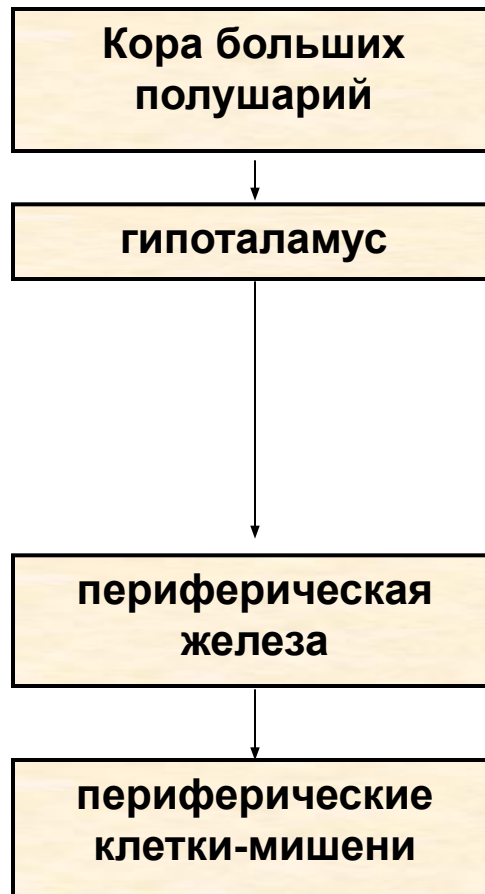 Кора больших
полушарий
гипоталамус
периферическая
железа
периферические
клетки-мишени